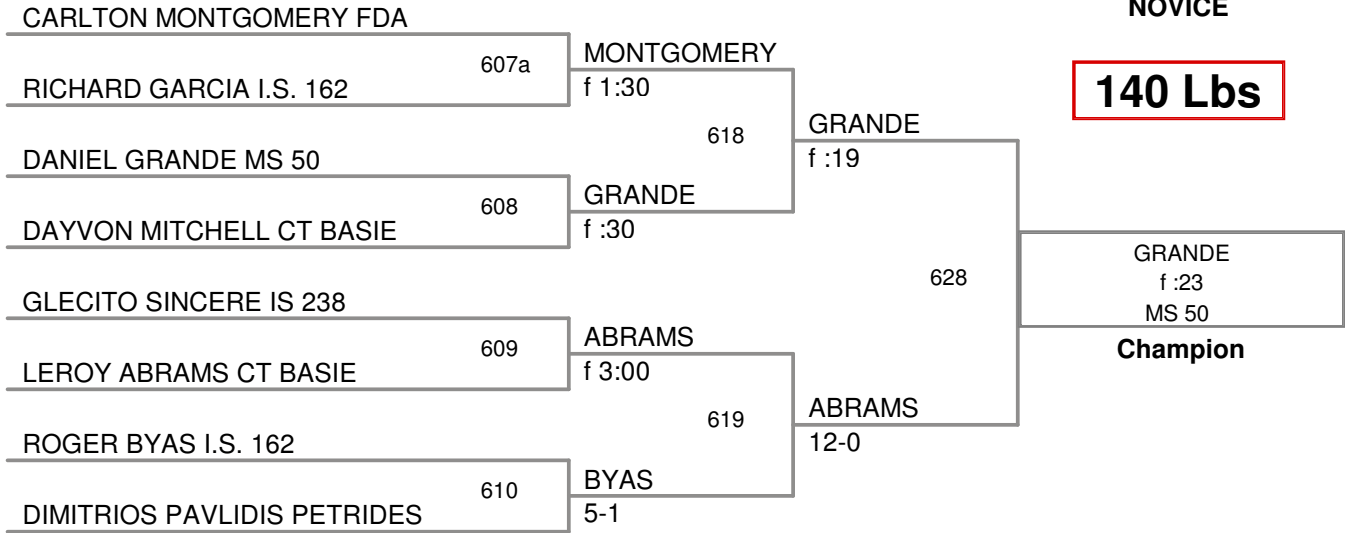 NOVICE
140 Lbs
CARLTON MONTGOMERY FDA
607a
RICHARD GARCIA I.S. 162
MONTGOMERY
f 1:30
618
DANIEL GRANDE MS 50
608
DAYVON MITCHELL CT BASIE
GRANDE
f :30
GRANDE
f :19
GLECITO SINCERE IS 238
609
LEROY ABRAMS CT BASIE
ABRAMS
f 3:00
619
ROGER BYAS I.S. 162
610
DIMITRIOS PAVLIDIS PETRIDES
BYAS
5-1
ABRAMS
12-0
628
GRANDE
f :23
MS 50
Champion